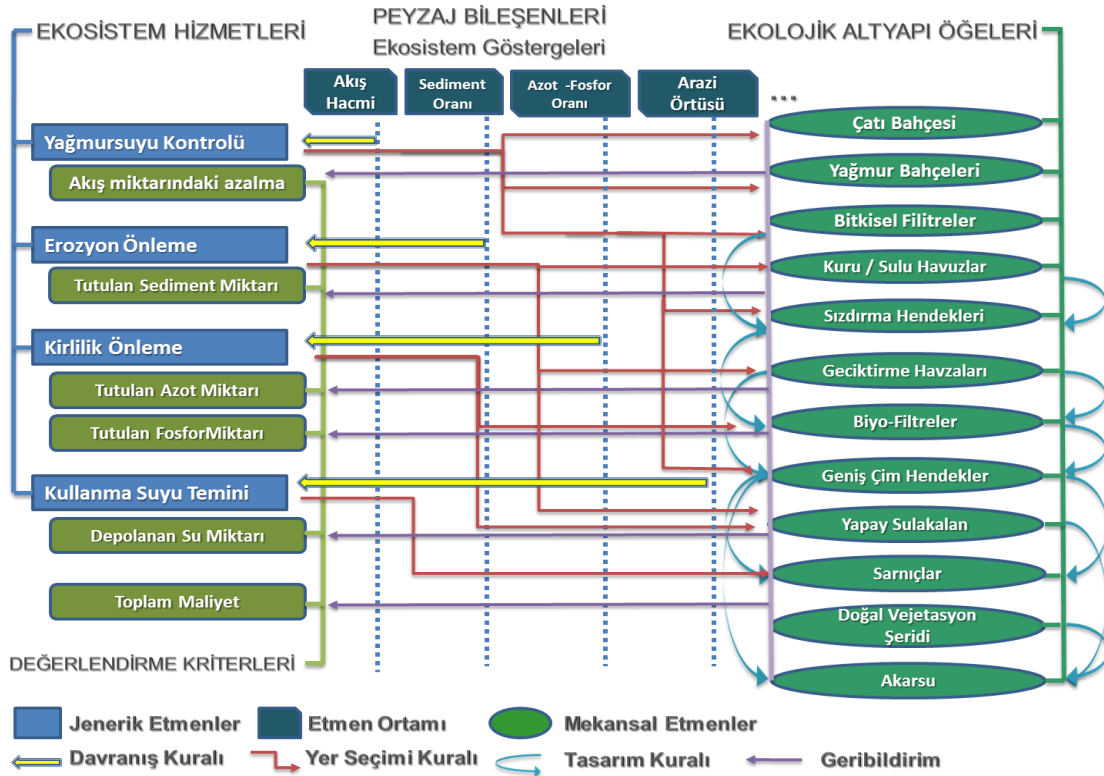 EKOSİSTEM HİZMETLERİ
PEYZAJ BİLEŞENLERİ
Ekosistem Göstergeleri
EKOLOJİK ALTYAPI ÖĞELERİ
Akış
Hacmi
Sediment
Oranı
Azot -Fosfor
Oranı
Arazi
Örtüsü
...
Yağmursuyu Kontrolü
Akış miktarındaki azalma
Erozyon Önleme
Tutulan Sediment Miktarı
Kirlilik Önleme
Tutulan Azot Miktarı
Tutulan FosforMiktarı
Kullanma Suyu Temini
Depolanan Su Miktarı
Toplam Maliyet
DEĞERLENDİRME KRİTERLERİ
Çatı Bahçesi
Yağmur Bahçeleri
Bitkisel Filitreler
Kuru / Sulu Havuzlar
Sızdırma Hendekleri
Geciktirme Havzaları
Biyo-Filtreler
Geniş Çim Hendekler
Yapay Sulakalan
Sarnıçlar
Doğal Vejetasyon
Şeridi
Akarsu
Jenerik Etmenler
Etmen Ortamı
Mekansal Etmenler
Davranış Kuralı
Yer Seçimi Kuralı
Tasarım Kuralı
Geribildirim